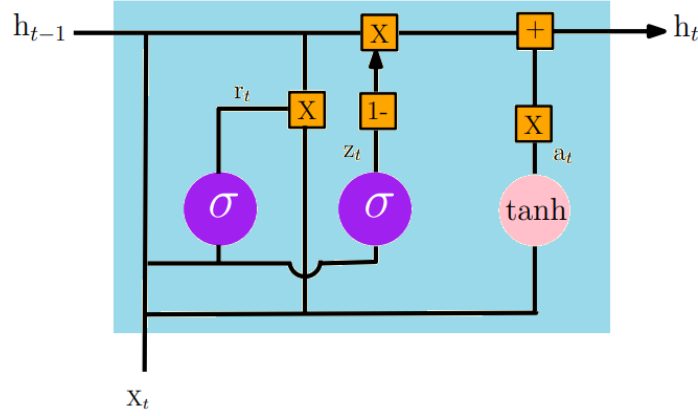 h_{t-1} X + h_t
r_t X 1-
z_t X a_t
σ σ tanh
x_t